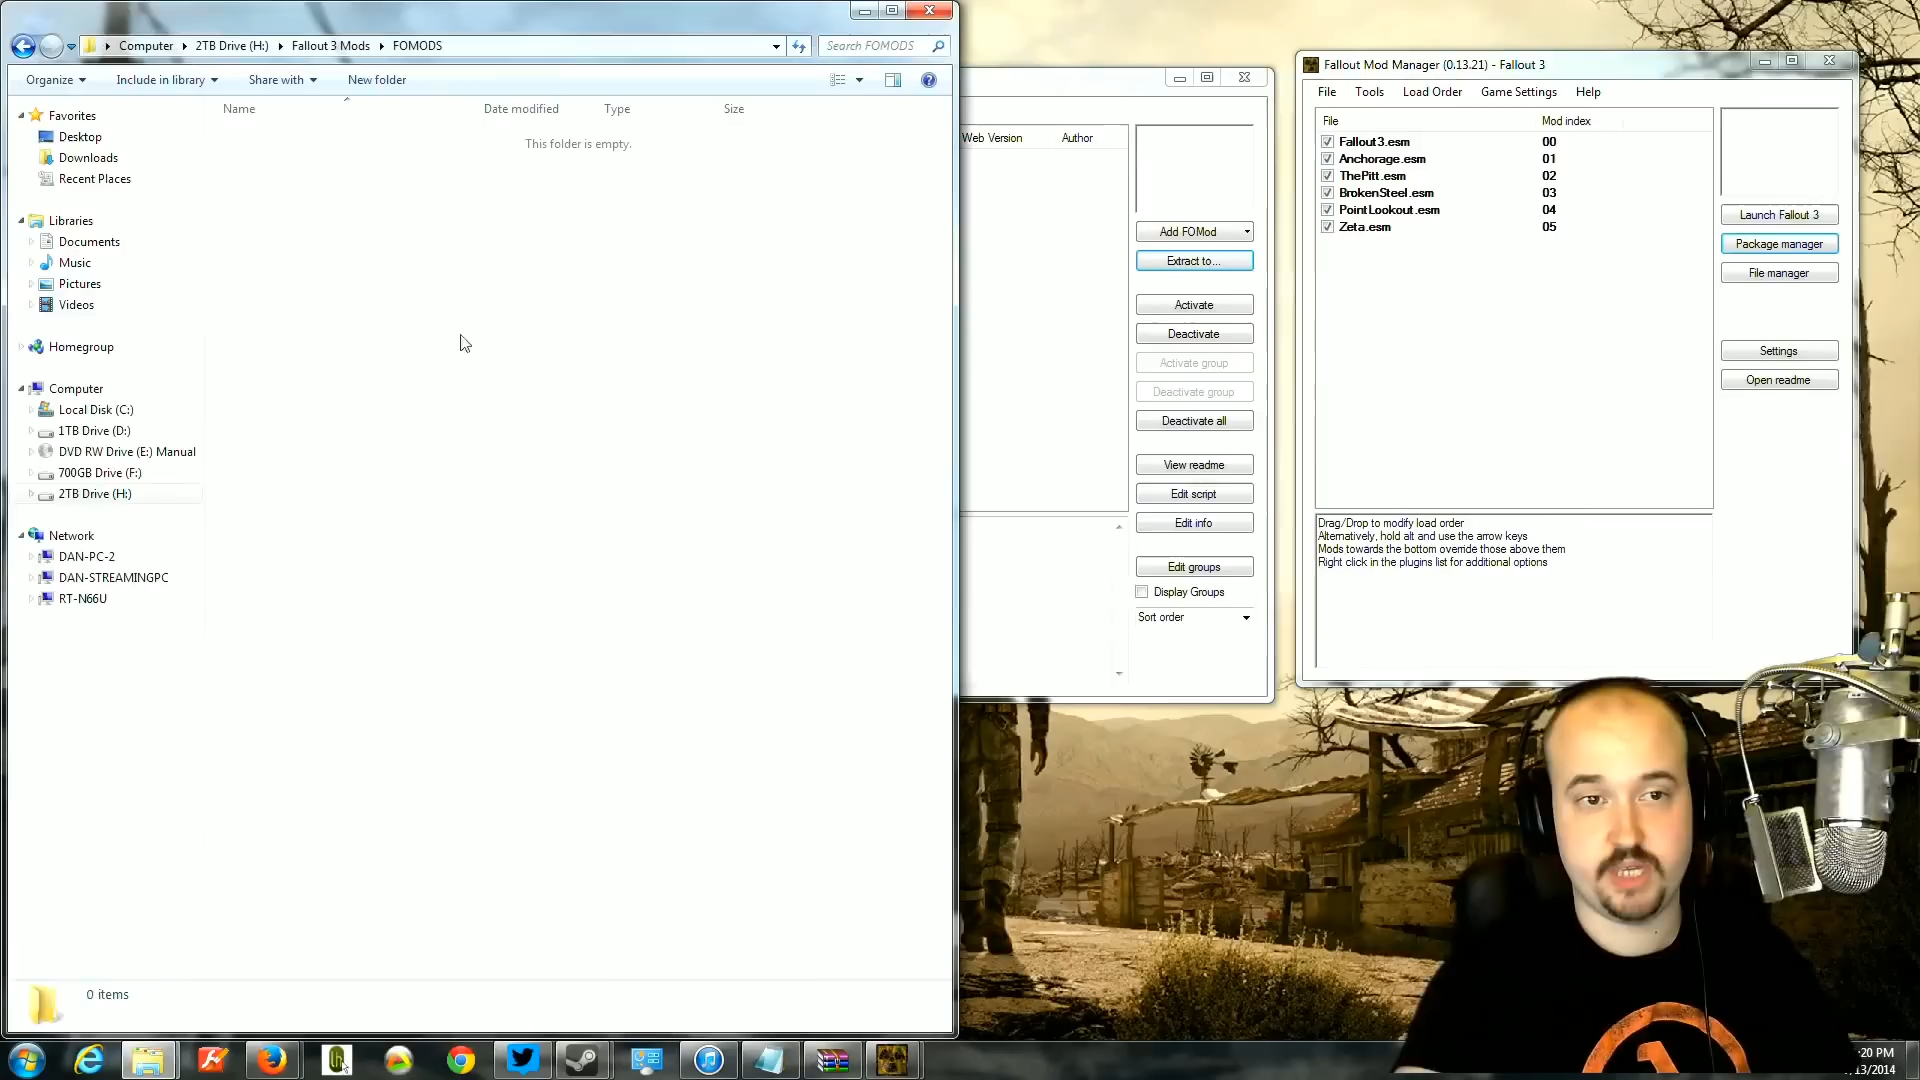 Computer
2TB Drive (H:)
Fallout 3 Mods
FOMODS
Search FOMODS
Organize
Include in library
Share with
New folder
Name
Date modified
Type
Size
This folder is empty.
Favorites
Desktop
Downloads
Recent Places
Libraries
Documents
Music
Pictures
Videos
Homegroup
Computer
Local Disk (C:)
1TB Drive (D:)
DVD RW Drive (E:) Manual
700GB Drive (F:)
2TB Drive (H:)
Network
DAN-PC-2
DAN-STREAMINGPC
RT-N66U
0 items
Web Version
Author
Add FOMod
Extract to...
Activate
Deactivate
Activate group
Deactivate group
Deactivate all
View readme
Edit script
Edit info
Edit groups
Display Groups
Sort order
Fallout Mod Manager (0.13.21) - Fallout 3
File
Tools
Load Order
Game Settings
Help
File
Mod index
Fallout3.esm 00
Anchorage.esm 01
ThePitt.esm 02
BrokenSteel.esm 03
PointLookout.esm 04
Zeta.esm 05
Launch Fallout 3
Package manager
File manager
Settings
Open readme
Drag/Drop to modify load order
Alternatively, hold alt and use the arrow keys
Mods towards the bottom override those above them
Right click in the plugins list for additional options
:20 PM
/13/2014